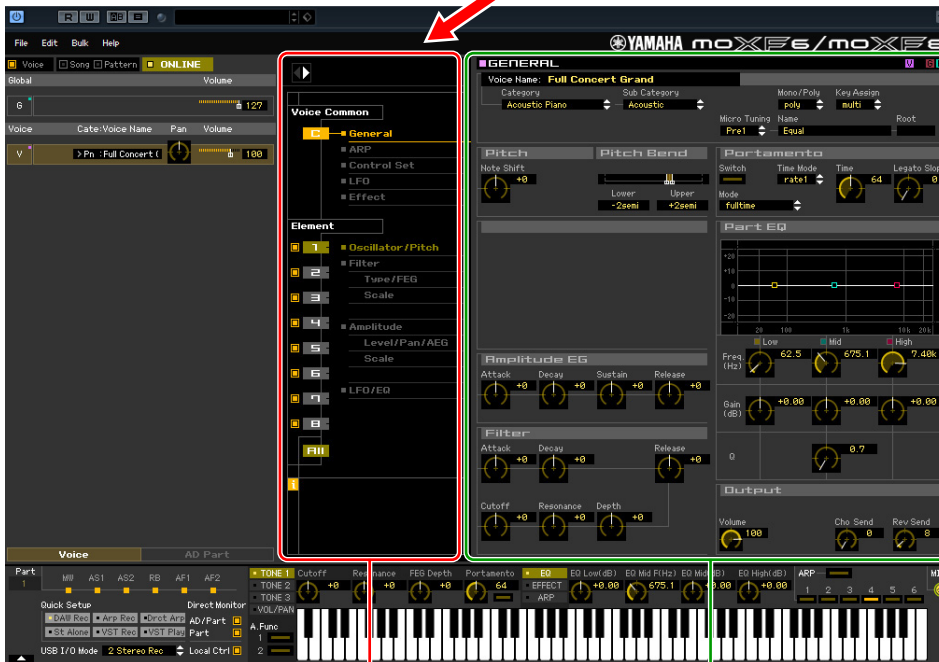 R W
File Edit Bulk Help
YAMAHA MOXF6/MOXF8
Voice Song Pattern ONLINE
Global Volume
G 127
Voice Cate:Voice Name Pan Volume
V Pn :Full Concert ( 100
Voice Common
C General
ARP
Control Set
LFO
Effect
Element
1 Oscillator/Pitch
2 Filter
Type/FEG
3 Scale
4 Amplitude
5 Level/Pan/AEG
Scale
6
7 LFO/EQ
8
All
i
GENERAL V
Voice Name: Full Concert Grand
Category Sub Category Mono/Poly Key Assign
Acoustic Piano Acoustic poly multi
Micro Tuning Name Root
Pre1 Equal
Pitch Pitch Bend
Note Shift
+0
Lower Upper
-2semi +2semi
Portamento
Switch Time Mode Time Legato Slop
rate1 64 0
Mode
fulltime
Part EQ
+20
+10
0
-10
-20
20 100 1k 10k 20k
Low Mid High
Freq. (Hz) 62.5 675.1 7.40k
Gain (dB) +0.00 +0.00 +0.00
Q 0.7
Amplitude EG
Attack Decay Sustain Release
+0 +0 +0 +0
Filter
Attack Decay Release
+0 +0 +0
Cutoff Resonance Depth
+0 +0 +0
Output
Volume Cho Send Rev Send
100 0 8
Voice AD Part
Part MW AS1 AS2 RB AF1 AF2
1
Quick Setup Direct Monitor
DAW Rec Arp Rec Drct Arp AD/Part
St Alone VST Rec VST Play Part
USB I/O Mode 2 Stereo Rec Local Ctrl
TONE 1 Cutoff Resonance FEG Depth Portamento EQ EQ Low(dB) EQ Mid F(Hz) EQ Mid(dB) EQ High(dB) ARP
TONE 2 +0 +0 +0 64 EFFECT +0.00 675.1 +0.00 +0.00 1 2 3 4 5 6
TONE 3 ARP
VOL/PAN
A.Func
1
2